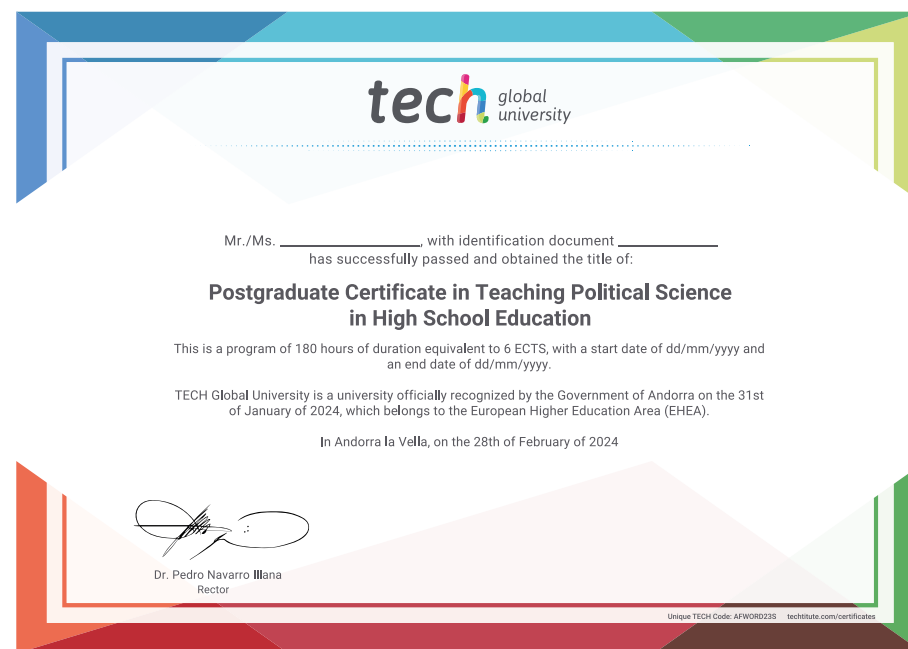 tech global university
Mr./Ms. ____________________, with identification document ______________
has successfully passed and obtained the title of:
Postgraduate Certificate in Teaching Political Science
in High School Education
This is a program of 180 hours of duration equivalent to 6 ECTS, with a start date of dd/mm/yyyy and
an end date of dd/mm/yyyy.
TECH Global University is a university officially recognized by the Government of Andorra on the 31st
of January of 2024, which belongs to the European Higher Education Area (EHEA).
In Andorra la Vella, on the 28th of February of 2024
Dr. Pedro Navarro Illana
Rector
Unique TECH Code: AFWORD23S techtitute.com/certificates